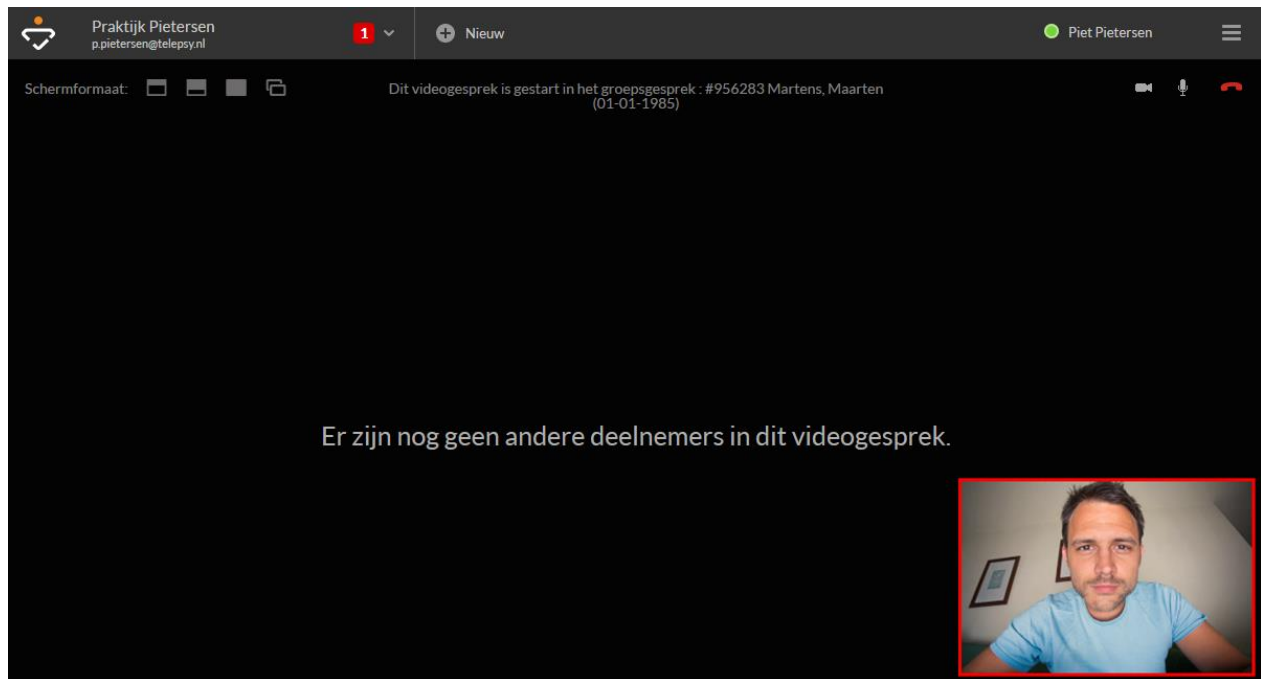 Praktijk Pietersen
p.pietersen@telepsy.nl
1
Nieuw
Piet Pietersen
Schermformaat:
Dit videogesprek is gestart in het groepsgesprek : #956283 Martens, Maarten
(01-01-1985)
Er zijn nog geen andere deelnemers in dit videogesprek.